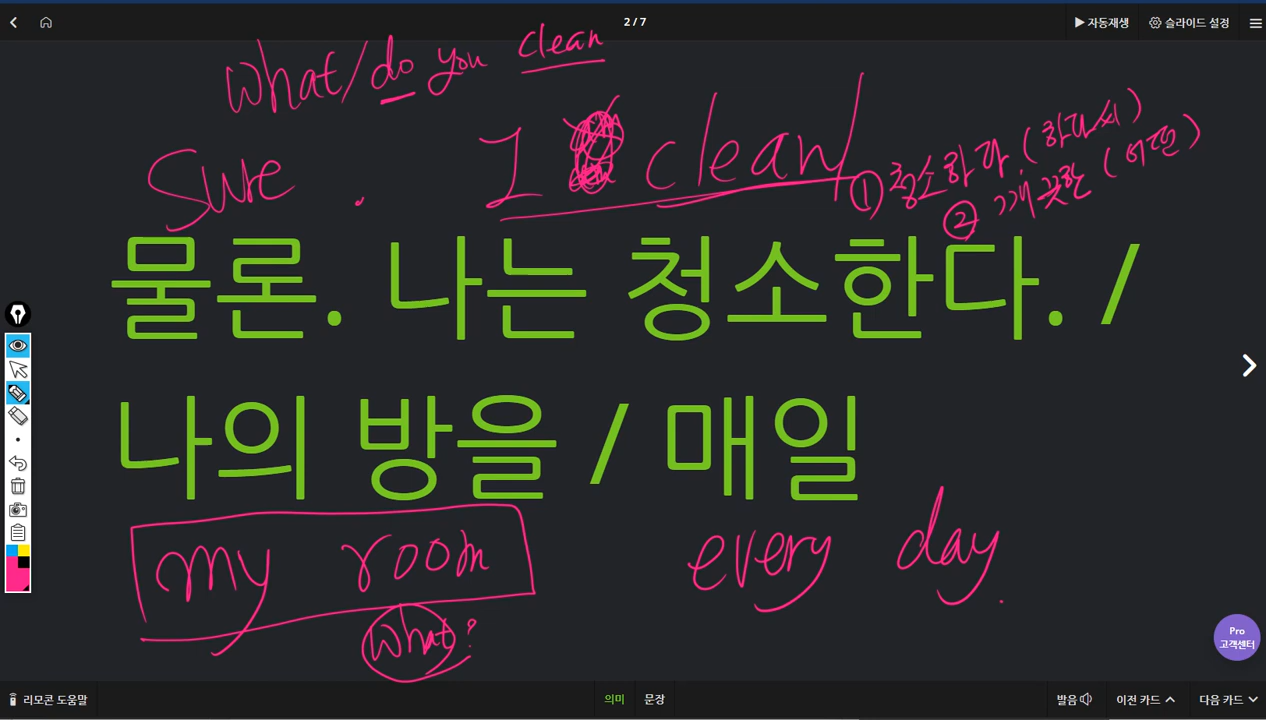 2 / 7
자동재생
슬라이드 설정
What / do you clean
Sure. I clean /
① 청소하다. (하다씨)
② 깨끗한 (어떤)
물론. 나는 청소한다. /
나의 방을 / 매일
my room every day.
What?
Pro
고객센터
리모콘 도움말
의미
문장
발음
이전 카드
다음 카드